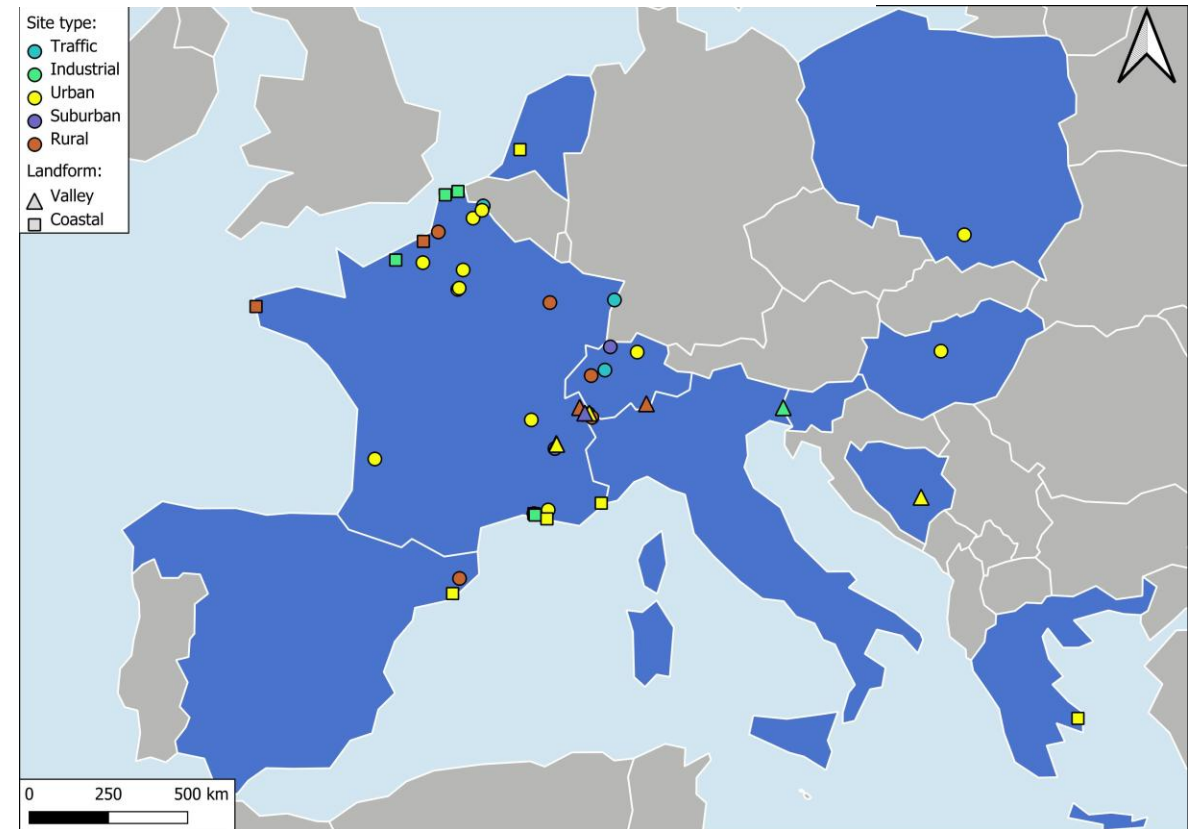 Site type:
Traffic
Industrial
Urban
Suburban
Rural
Landform:
Valley
Coastal
0 250 500 km